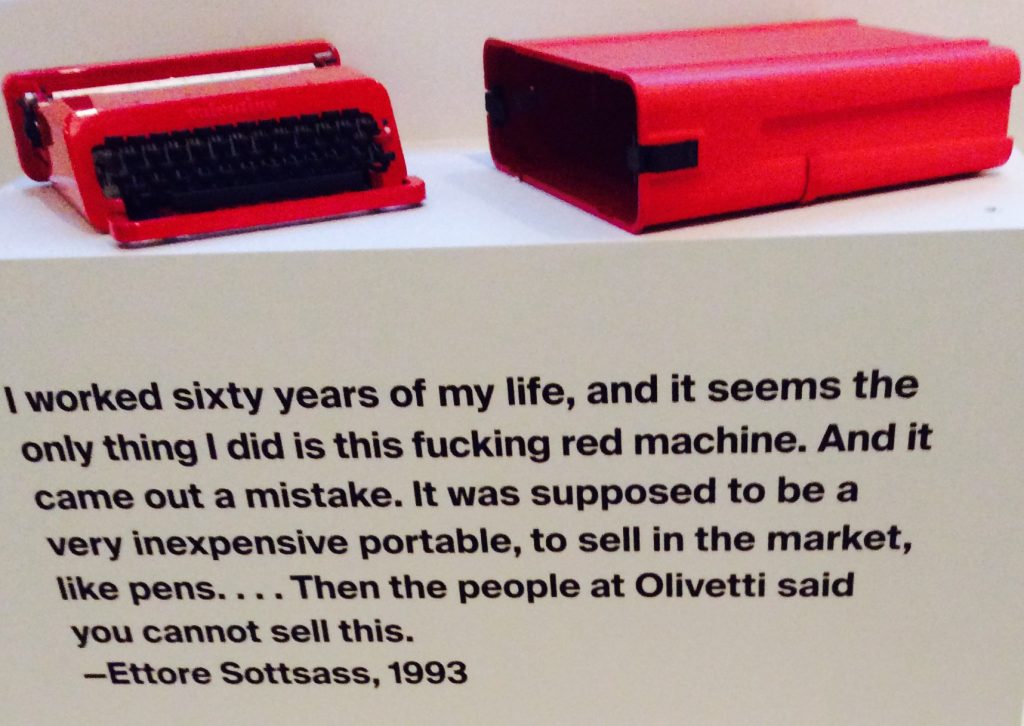 valentine
I worked sixty years of my life, and it seems the
only thing I did is this fucking red machine. And it
came out a mistake. It was supposed to be a
very inexpensive portable, to sell in the market,
like pens. . . . Then the people at Olivetti said
you cannot sell this.
—Ettore Sottsass, 1993